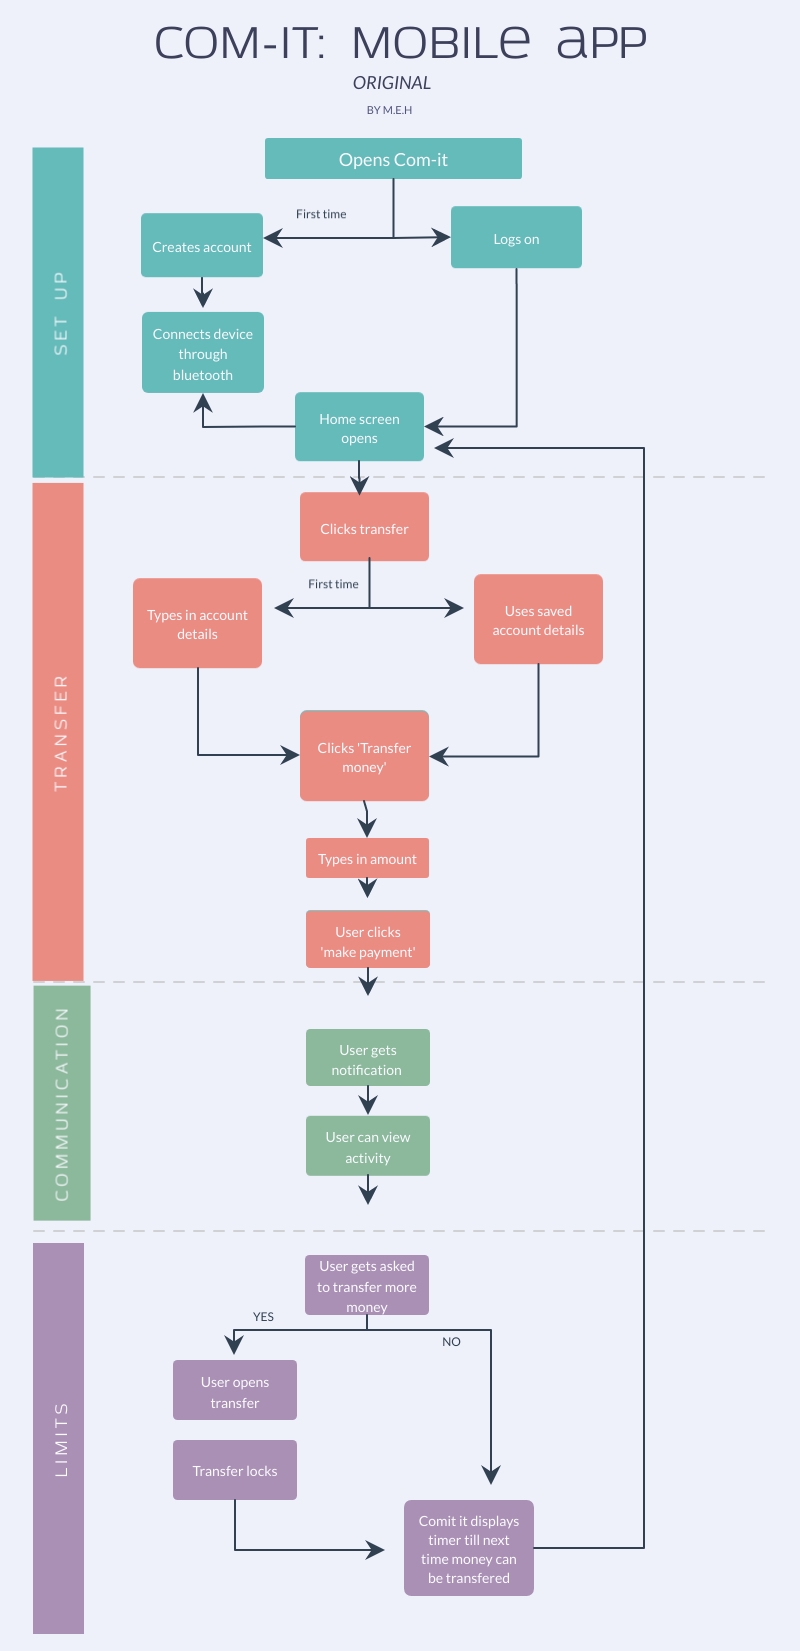 COM-IT: MOBILe aPP
ORIGINAL
BY M.E.H
SET UP
Opens Com-it
First time
Creates account
Logs on
Connects device
through
bluetooth
Home screen
opens
TRANSFER
Clicks transfer
First time
Types in account
details
Uses saved
account details
Clicks 'Transfer
money'
Types in amount
User clicks
'make payment'
COMMUNICATION
User gets
notification
User can view
activity
LIMITS
User gets asked
to transfer more
money
YES
NO
User opens
transfer
Transfer locks
Comit it displays
timer till next
time money can
be transfered